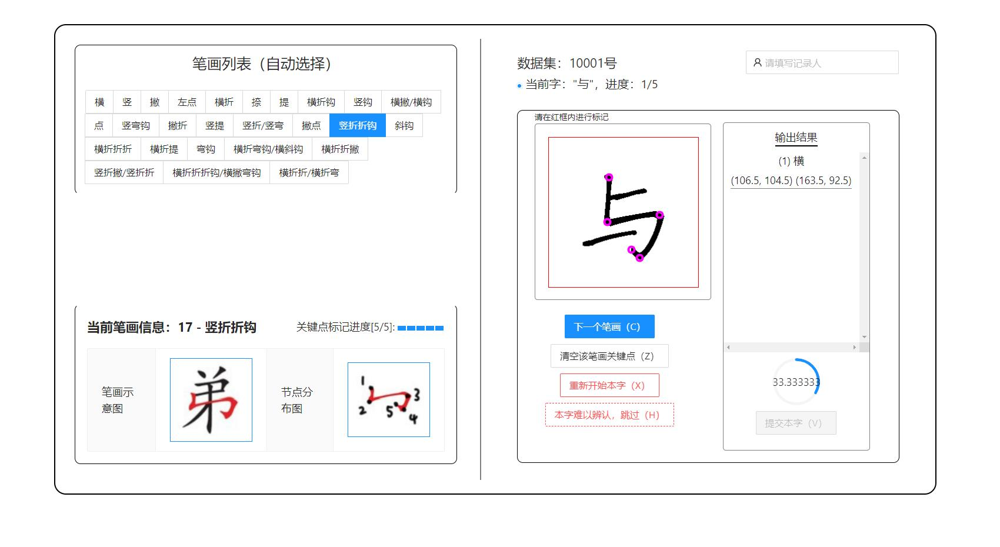 笔画列表（自动选择）
横 竖 撇 左点 横折 捺 提 横折钩 竖钩 横撇/横钩
点 竖弯钩 撇折 竖提 竖折/竖弯 撇点 竖折折钩 斜钩
横折折折 横折提 弯钩 横折弯钩/横斜钩 横折折撇
竖折撇/竖折折 横折折折钩/横撇弯钩 横折折/横折弯
当前笔画信息：17 - 竖折折钩
关键点标记进度[5/5]:
笔画示
意图
弟
节点分
布图
1
2
3
5
4
数据集：10001号
请填写记录人
当前字："与"，进度：1/5
请在红框内进行标记
与
下一个笔画（C）
清空该笔画关键点（Z）
重新开始本字（X）
本字难以辨认，跳过（H）
输出结果
(1) 横
(106.5, 104.5) (163.5, 92.5)
33.333333
提交本字（V）